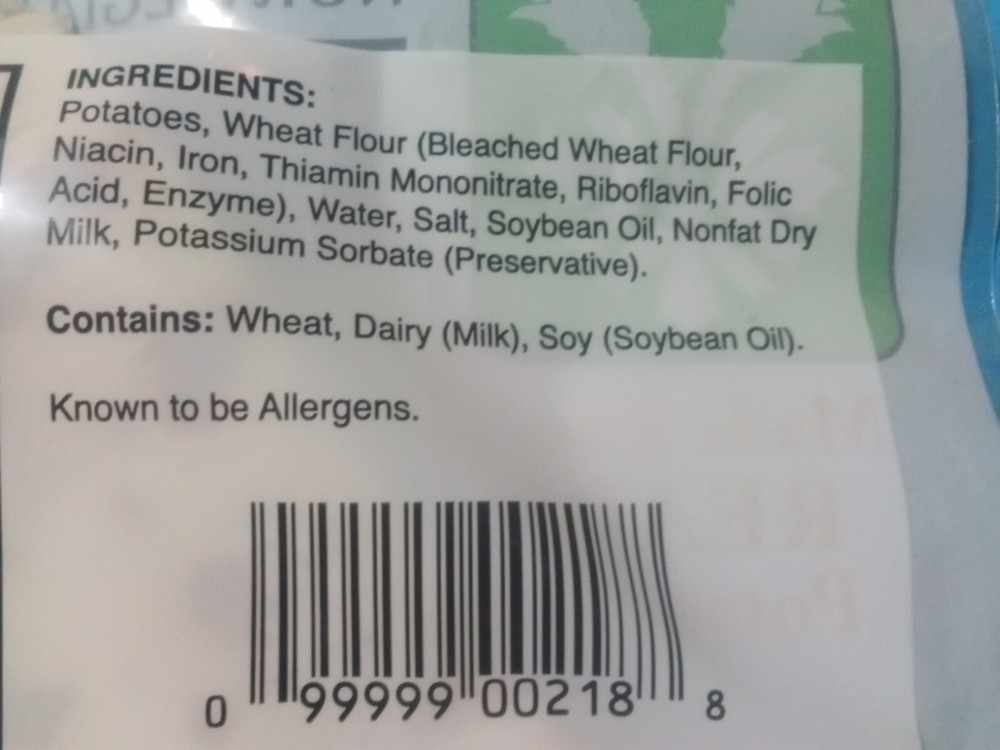 INGREDIENTS:
Potatoes, Wheat Flour (Bleached Wheat Flour,
Niacin, Iron, Thiamin Mononitrate, Riboflavin, Folic
Acid, Enzyme), Water, Salt, Soybean Oil, Nonfat Dry
Milk, Potassium Sorbate (Preservative).
Contains: Wheat, Dairy (Milk), Soy (Soybean Oil).
Known to be Allergens.
0 99999 00218 8